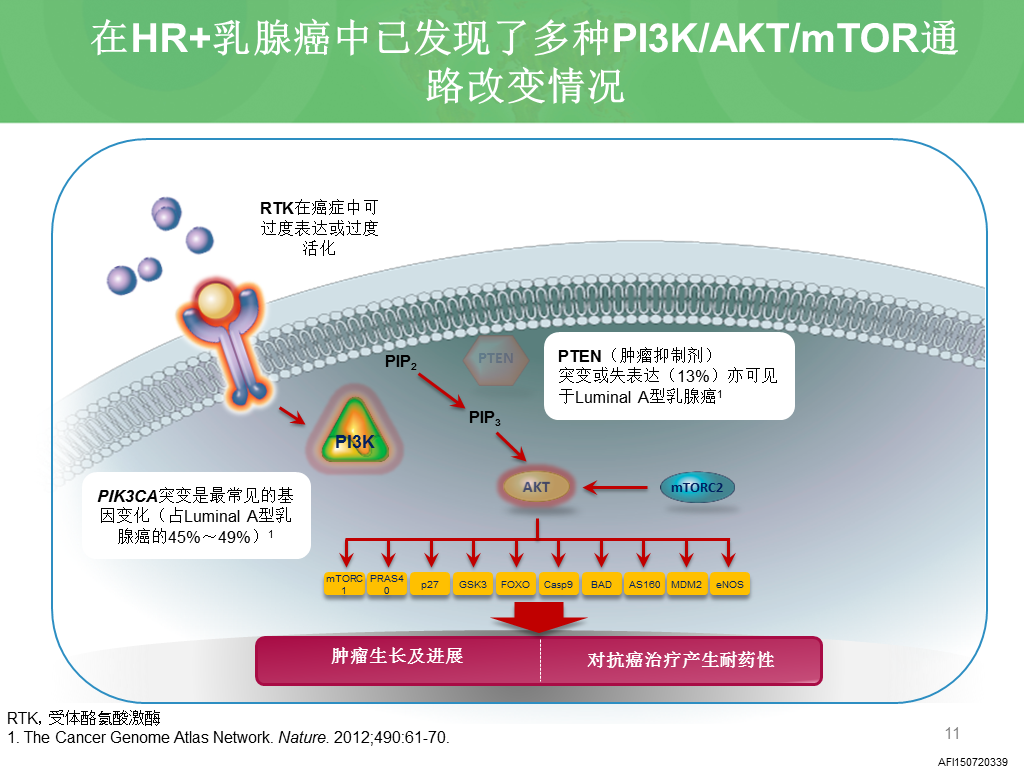 在HR+乳腺癌中已发现了多种PI3K/AKT/mTOR通
路改变情况
RTK在癌症中可
过度表达或过度
活化
PIP2
PTEN
PTEN（肿瘤抑制剂）
突变或失表达（13%）亦可见
于Luminal A型乳腺癌1
PIP3
PI3K
AKT
mTORC2
PIK3CA突变是最常见的基
因变化（占Luminal A型乳
腺癌的45%～49%）1
mTORC
1
PRAS4
0
p27
GSK3
FOXO
Casp9
BAD
AS160
MDM2
eNOS
肿瘤生长及进展
对抗癌治疗产生耐药性
RTK，受体酪氨酸激酶
1. The Cancer Genome Atlas Network. Nature. 2012;490:61-70.
11
AFI150720339